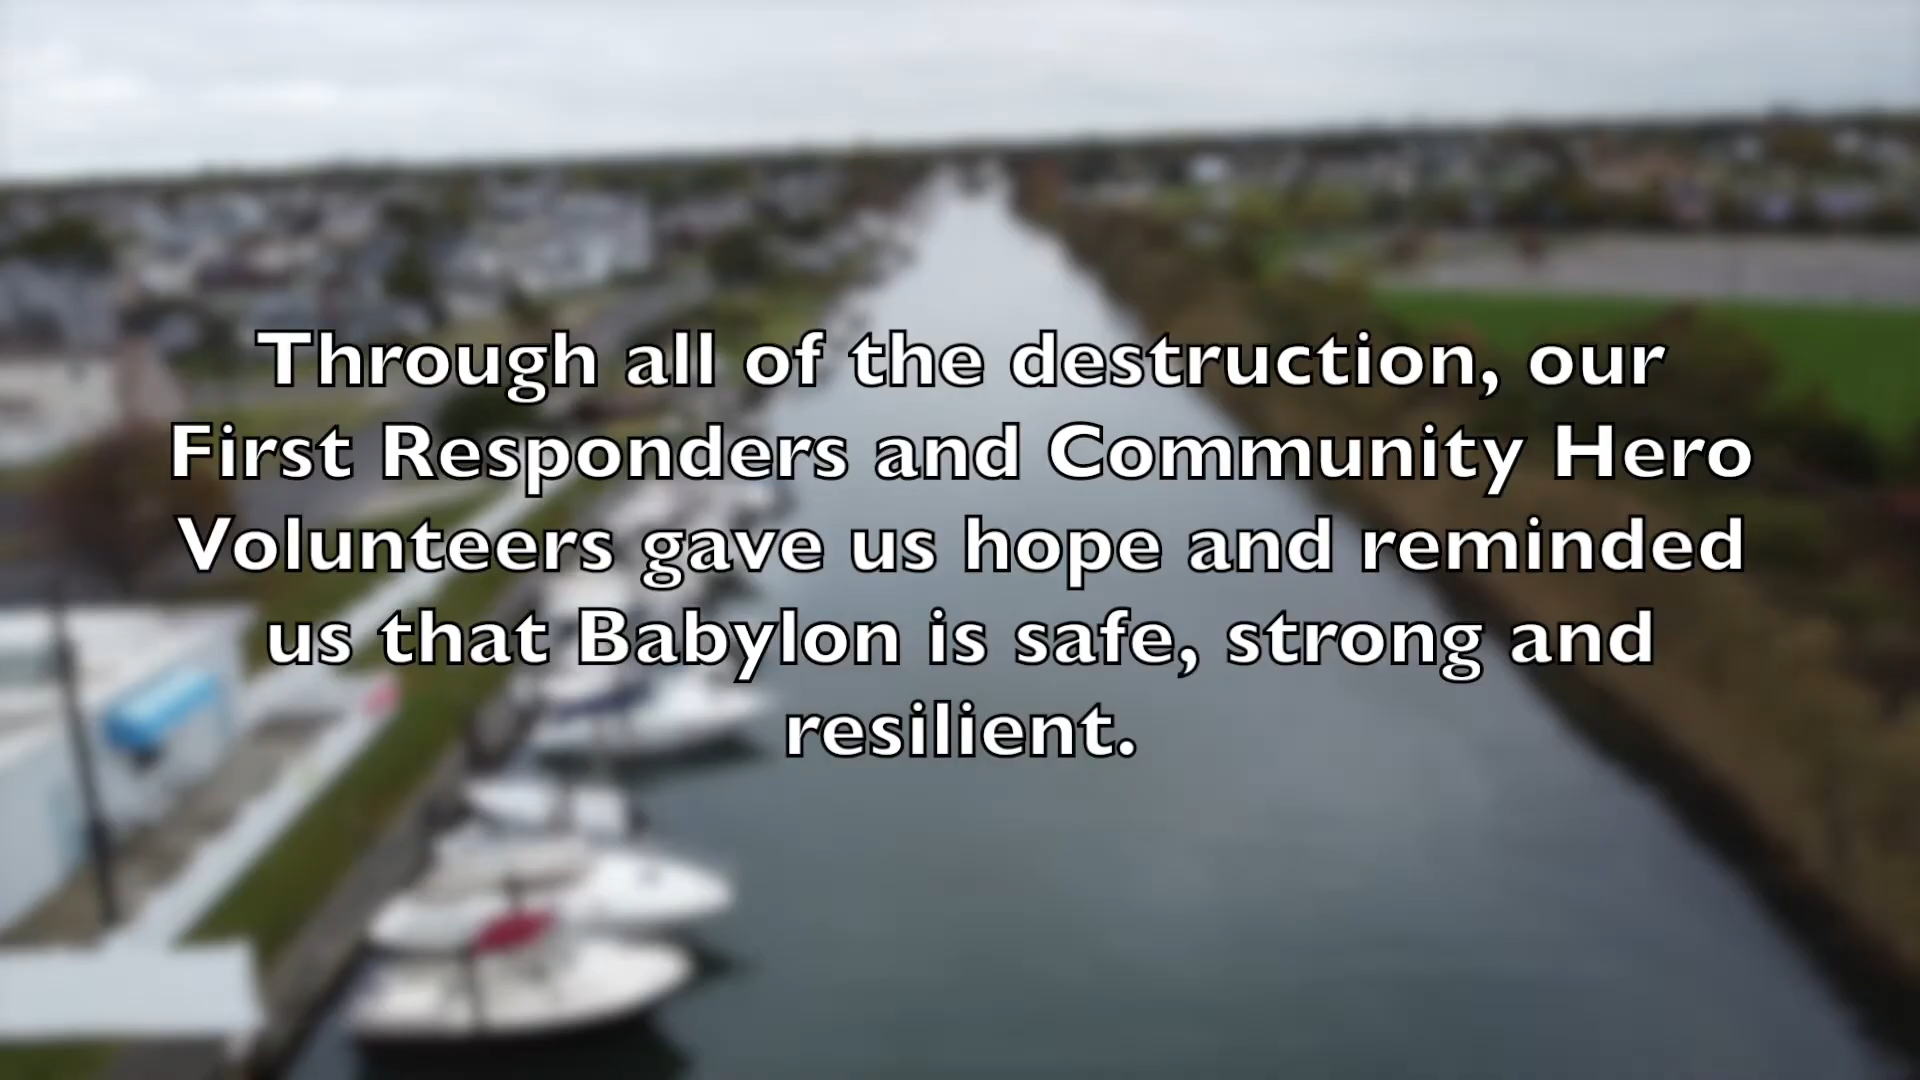 Through all of the destruction, our
First Responders and Community Hero
Volunteers gave us hope and reminded
us that Babylon is safe, strong and
resilient.